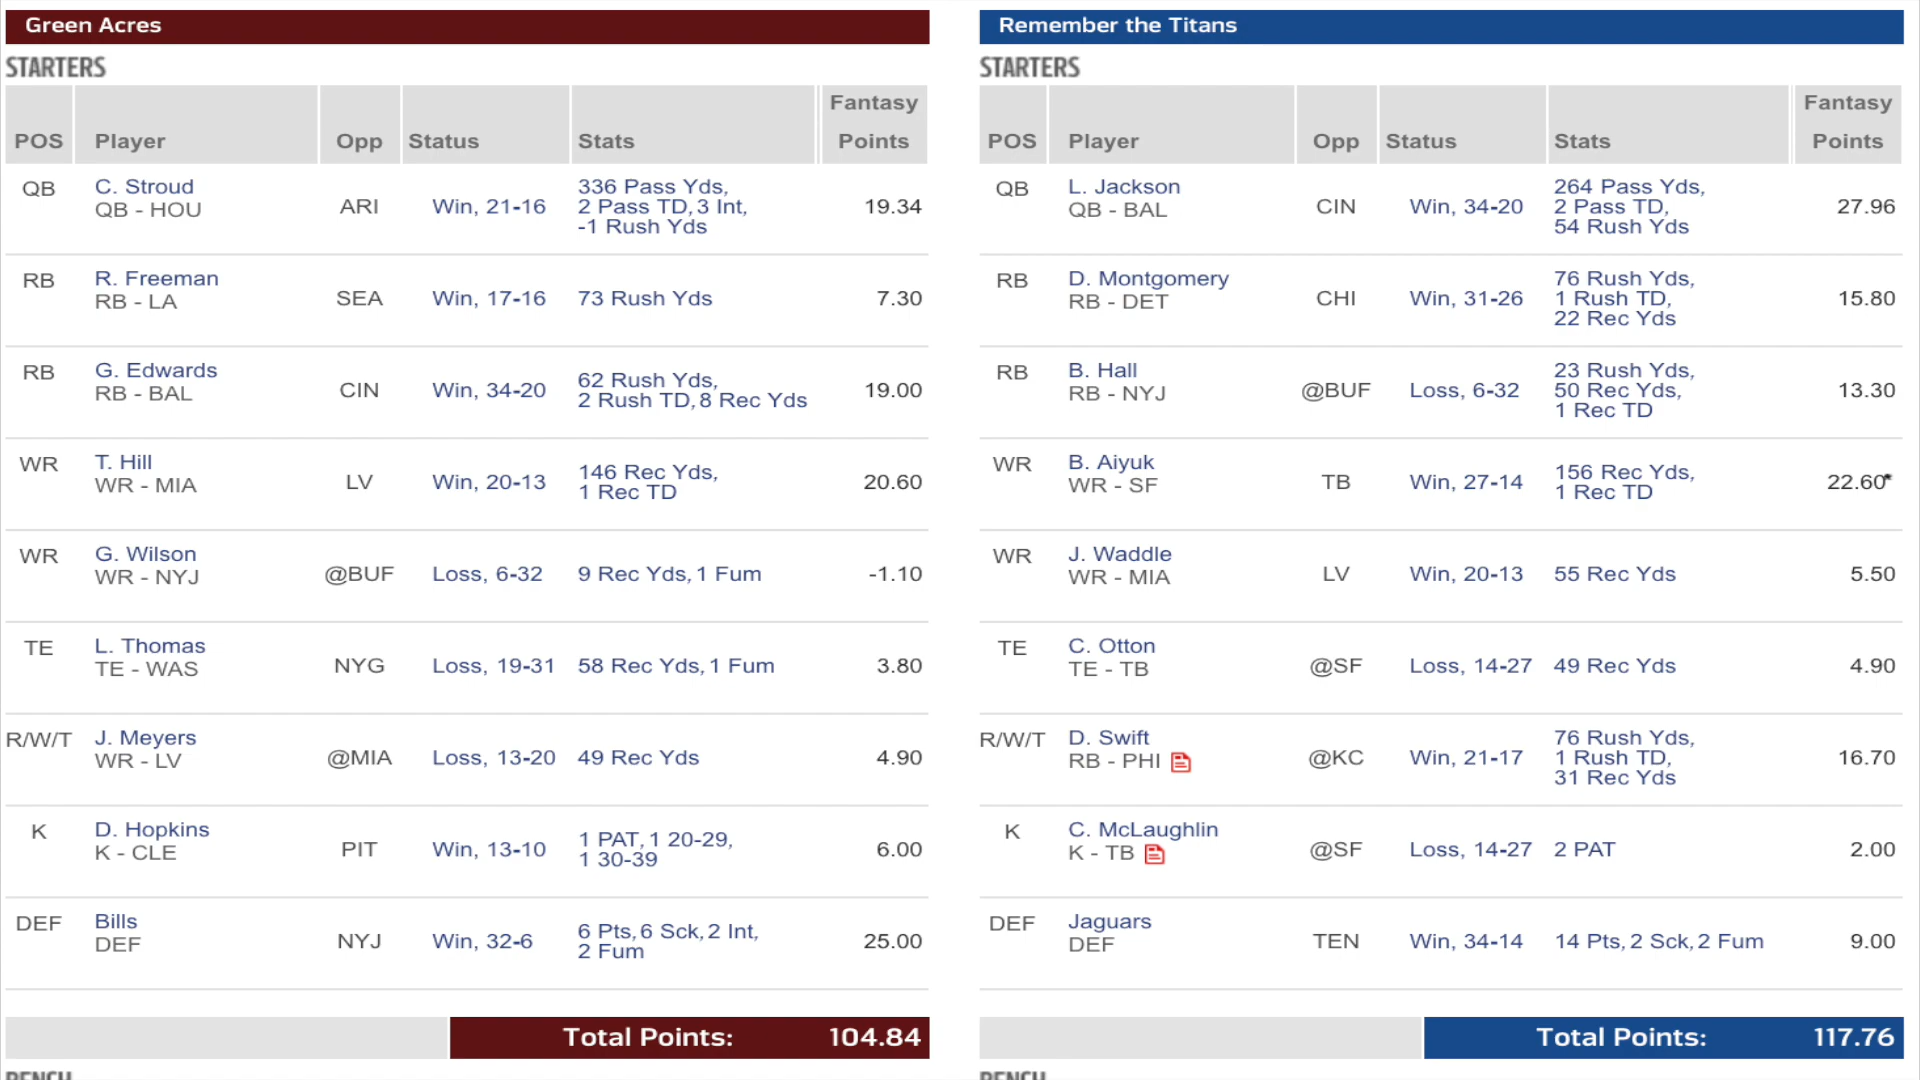 Green Acres
STARTERS
POS Player Opp Status Stats Fantasy Points
QB C. Stroud QB - HOU ARI Win, 21-16 336 Pass Yds, 2 Pass TD, 3 Int, -1 Rush Yds 19.34
RB R. Freeman RB - LA SEA Win, 17-16 73 Rush Yds 7.30
RB G. Edwards RB - BAL CIN Win, 34-20 62 Rush Yds, 2 Rush TD, 8 Rec Yds 19.00
WR T. Hill WR - MIA LV Win, 20-13 146 Rec Yds, 1 Rec TD 20.60
WR G. Wilson WR - NYJ @BUF Loss, 6-32 9 Rec Yds, 1 Fum -1.10
TE L. Thomas TE - WAS NYG Loss, 19-31 58 Rec Yds, 1 Fum 3.80
R/W/T J. Meyers WR - LV @MIA Loss, 13-20 49 Rec Yds 4.90
K D. Hopkins K - CLE PIT Win, 13-10 1 PAT, 1 20-29, 1 30-39 6.00
DEF Bills DEF NYJ Win, 32-6 6 Pts, 6 Sck, 2 Int, 2 Fum 25.00
Total Points: 104.84
BENCH
Remember the Titans
STARTERS
POS Player Opp Status Stats Fantasy Points
QB L. Jackson QB - BAL CIN Win, 34-20 264 Pass Yds, 2 Pass TD, 54 Rush Yds 27.96
RB D. Montgomery RB - DET CHI Win, 31-26 76 Rush Yds, 1 Rush TD, 22 Rec Yds 15.80
RB B. Hall RB - NYJ @BUF Loss, 6-32 23 Rush Yds, 50 Rec Yds, 1 Rec TD 13.30
WR B. Aiyuk WR - SF TB Win, 27-14 156 Rec Yds, 1 Rec TD 22.60*
WR J. Waddle WR - MIA LV Win, 20-13 55 Rec Yds 5.50
TE C. Otton TE - TB @SF Loss, 14-27 49 Rec Yds 4.90
R/W/T D. Swift RB - PHI @KC Win, 21-17 76 Rush Yds, 1 Rush TD, 31 Rec Yds 16.70
K C. McLaughlin K - TB @SF Loss, 14-27 2 PAT 2.00
DEF Jaguars DEF TEN Win, 34-14 14 Pts, 2 Sck, 2 Fum 9.00
Total Points: 117.76
BENCH